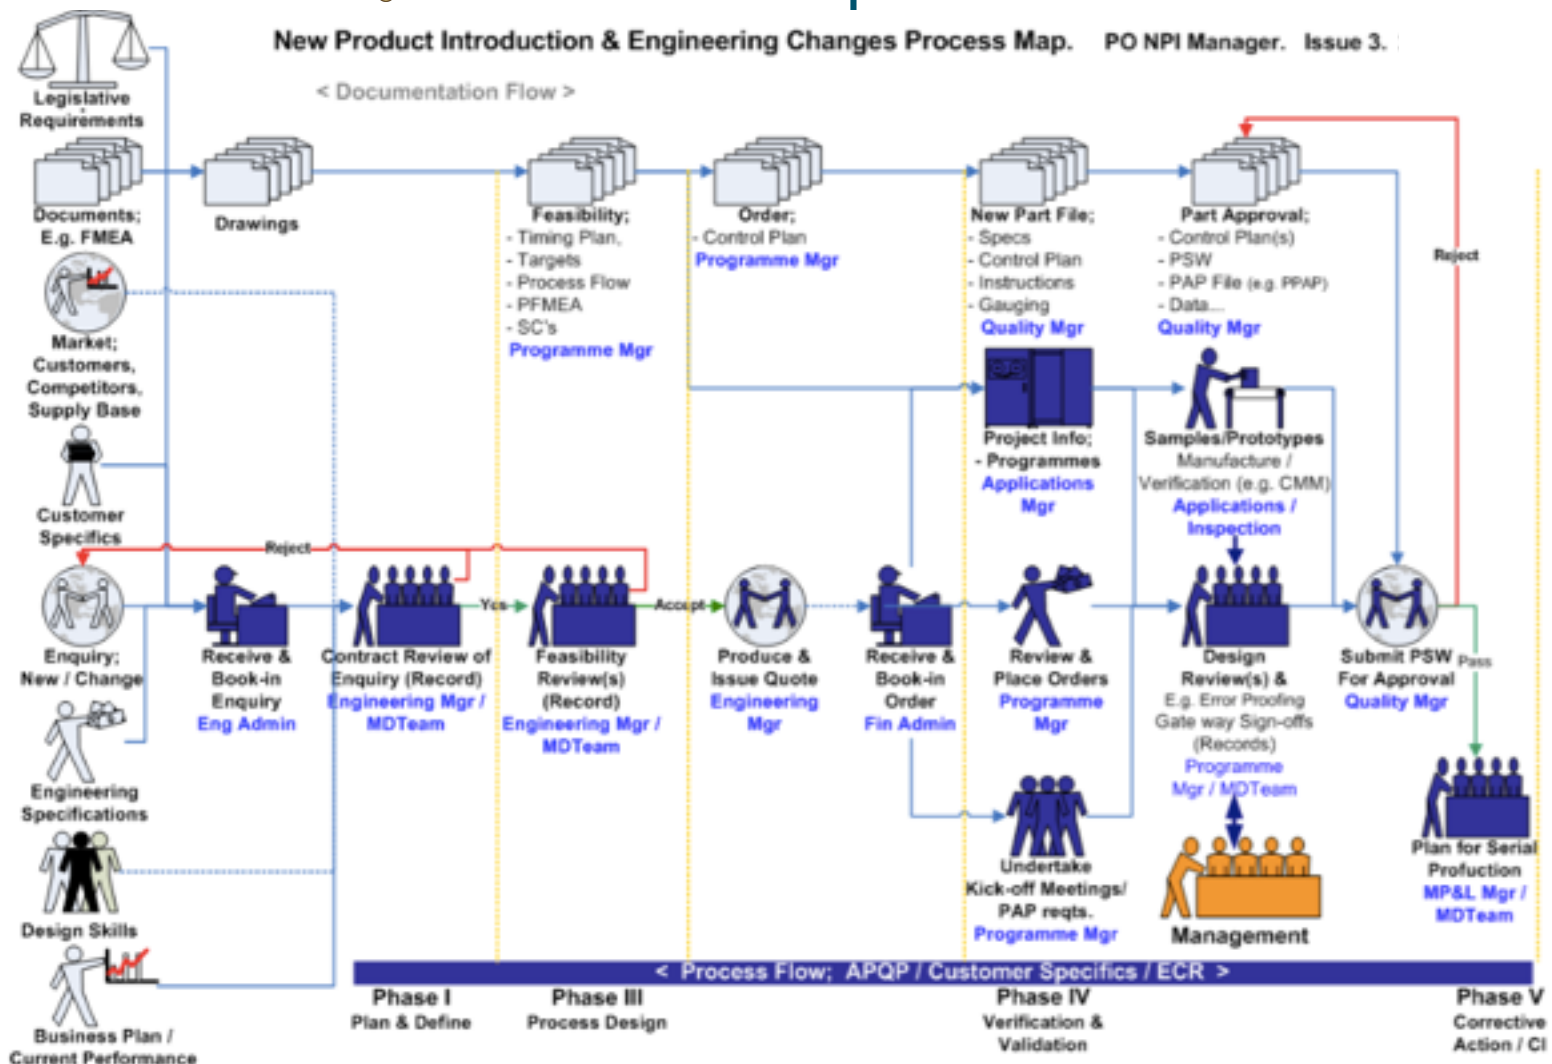 New Product Introduction & Engineering Changes Process Map. PO NPI Manager. Issue 3.
< Documentation Flow >
Legislative
Requirements
Documents;
E.g. FMEA
Drawings
Feasibility;
- Timing Plan,
- Targets
- Process Flow
- PFMEA
- SC's
Programme Mgr
Order;
- Control Plan
Programme Mgr
New Part File;
- Specs
- Control Plan
- Instructions
- Gauging
Quality Mgr
Part Approval;
- Control Plan(s)
- PSW
- PAP File (e.g. PPAP)
- Data...
Quality Mgr
Reject
Market;
Customers,
Competitors,
Supply Base
Project Info;
- Programmes
Applications
Mgr
Samples/Prototypes
Manufacture /
Verification (e.g. CMM)
Applications /
Inspection
Customer
Specifics
Reject
Enquiry;
New / Change
Receive &
Book-in
Enquiry
Eng Admin
Contract Review of
Enquiry (Record)
Engineering Mgr /
MDTeam
Yes
Feasibility
Review(s)
(Record)
Engineering Mgr /
MDTeam
Accept
Produce &
Issue Quote
Engineering
Mgr
Receive &
Book-in
Order
Fin Admin
Review &
Place Orders
Programme
Mgr
Design
Review(s) &
E.g. Error Proofing
Gate way Sign-offs
(Records)
Programme
Mgr / MDTeam
Submit PSW
For Approval
Quality Mgr
Pass
Engineering
Specifications
Undertake
Kick-off Meetings/
PAP reqts.
Programme Mgr
Management
Plan for Serial
Profuction
MP&L Mgr /
MDTeam
Design Skills
Business Plan /
Current Performance
< Process Flow; APQP / Customer Specifics / ECR >
Phase I
Plan & Define
Phase III
Process Design
Phase IV
Verification &
Validation
Phase V
Corrective
Action / CI